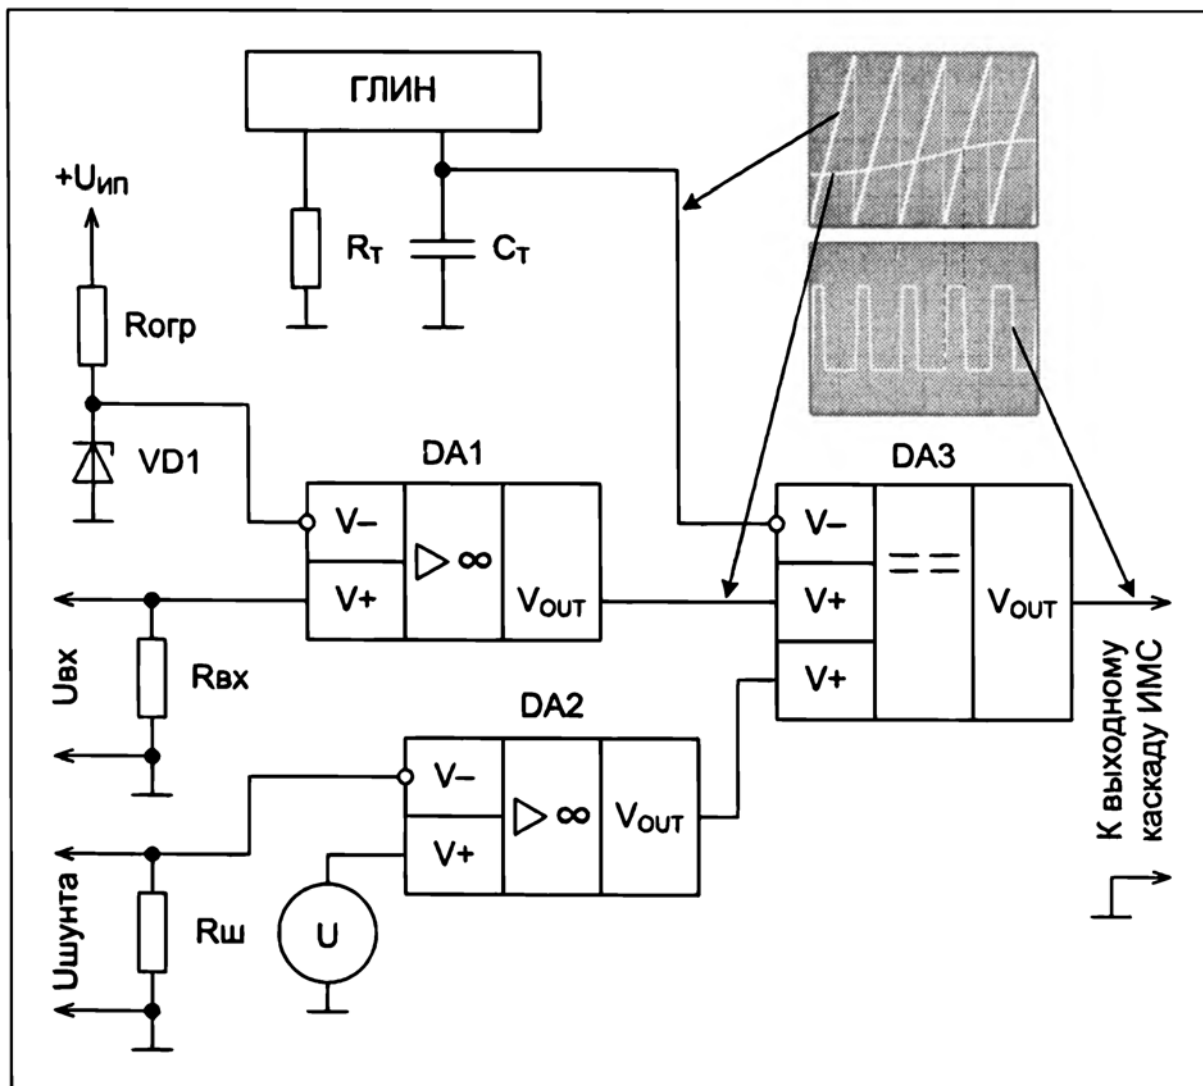 ГЛИН
+Uип
Rт
Cт
Rогр
VD1
DA1
DA3
V–
▷ ∞
V+
VOUT
V–
==
V+
V+
VOUT
Uвх
Rвх
DA2
V–
▷ ∞
V+
VOUT
Uшунта
Rш
U
К выходному
каскаду ИМС